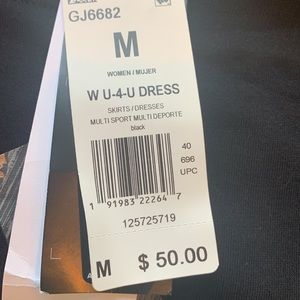 GJ6682
M
WOMEN / MUJER
W U-4-U DRESS
SKIRTS / DRESSES
MULTI SPORT MULTI DEPORTE
black
40
696
UPC
1 91983 22264 7
125725719
M $ 50.00